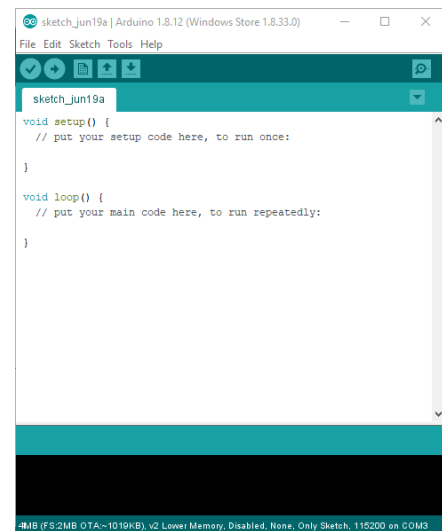 sketch_jun19a | Arduino 1.8.12 (Windows Store 1.8.33.0)
File Edit Sketch Tools Help
sketch_jun19a
void setup() {
  // put your setup code here, to run once:
}
void loop() {
  // put your main code here, to run repeatedly:
}
4MB (FS:2MB OTA:~1019KB), v2 Lower Memory, Disabled, None, Only Sketch, 115200 on COM3